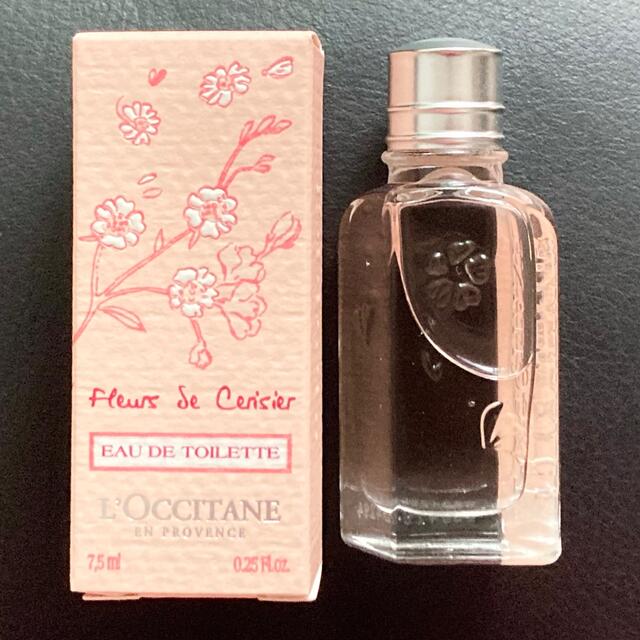 Fleurs de Cerisier
EAU DE TOILETTE
L'OCCITANE
EN PROVENCE
7,5 ml 0.25 Fl.oz.